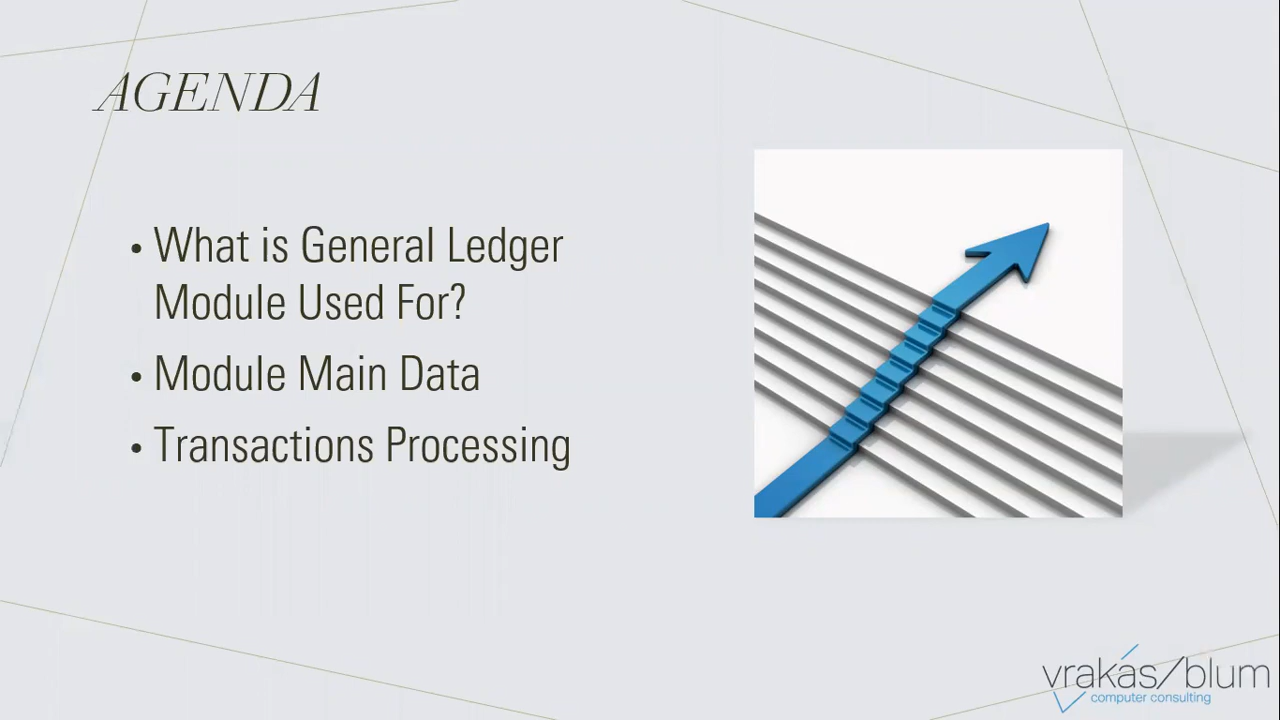 AGENDA
• What is General Ledger
Module Used For?
• Module Main Data
• Transactions Processing
vrakas/blum
computer consulting